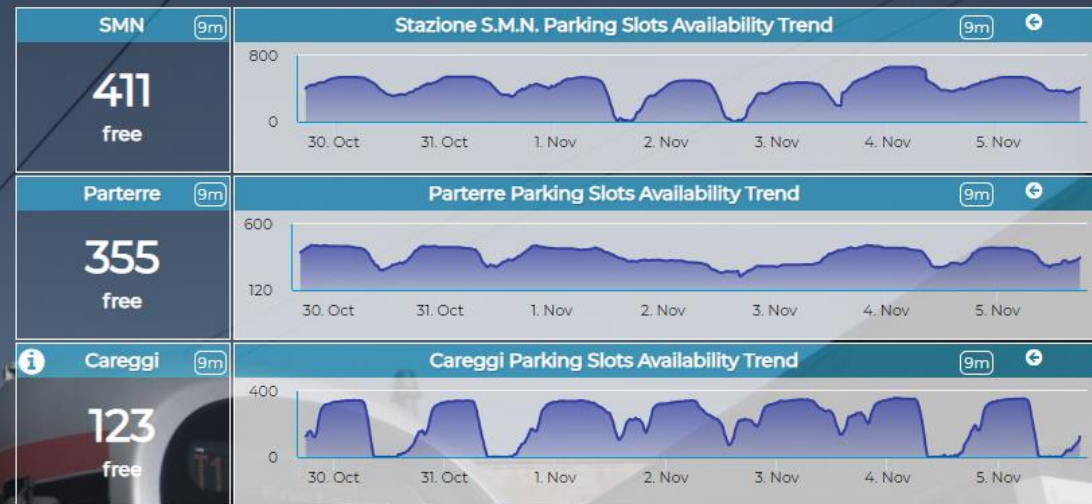 SMN 9m
411
free
Stazione S.M.N. Parking Slots Availability Trend 9m
800
0
30. Oct 31. Oct 1. Nov 2. Nov 3. Nov 4. Nov 5. Nov
Parterre 9m
355
free
Parterre Parking Slots Availability Trend 9m
600
120
30. Oct 31. Oct 1. Nov 2. Nov 3. Nov 4. Nov 5. Nov
i Careggi 9m
123
free
Careggi Parking Slots Availability Trend 9m
400
0
30. Oct 31. Oct 1. Nov 2. Nov 3. Nov 4. Nov 5. Nov
T1